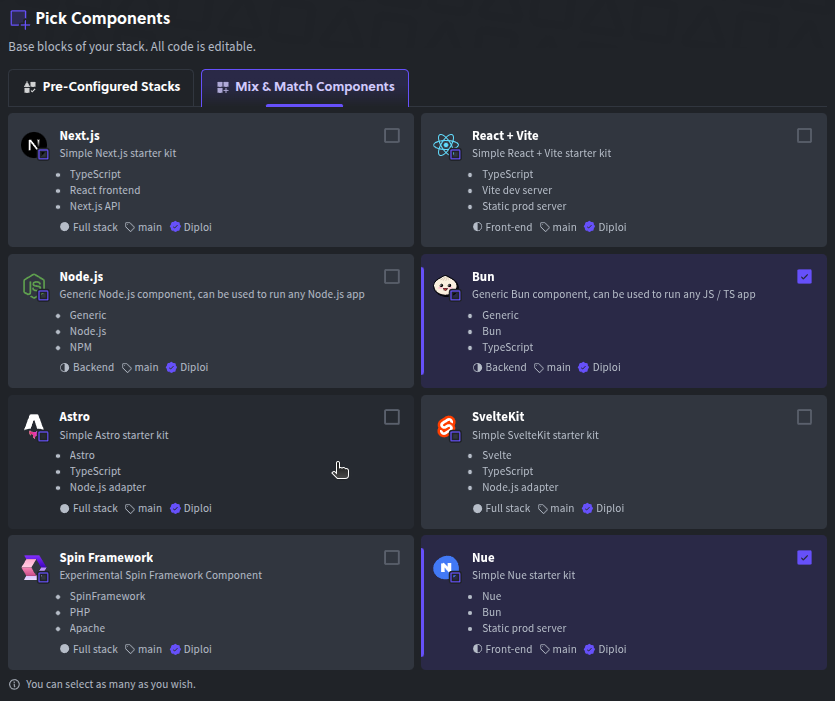 Pick Components
Base blocks of your stack. All code is editable.
Pre-Configured Stacks
Mix & Match Components
Next.js
Simple Next.js starter kit
TypeScript
React frontend
Next.js API
Full stack main Diploi
React + Vite
Simple React + Vite starter kit
TypeScript
Vite dev server
Static prod server
Front-end main Diploi
Node.js
Generic Node.js component, can be used to run any Node.js app
Generic
Node.js
NPM
Backend main Diploi
Bun
Generic Bun component, can be used to run any JS / TS app
Generic
Bun
TypeScript
Backend main Diploi
Astro
Simple Astro starter kit
Astro
TypeScript
Node.js adapter
Full stack main Diploi
SvelteKit
Simple SvelteKit starter kit
Svelte
TypeScript
Node.js adapter
Full stack main Diploi
Spin Framework
Experimental Spin Framework Component
SpinFramework
PHP
Apache
Full stack main Diploi
Nue
Simple Nue starter kit
Nue
Bun
Static prod server
Front-end main Diploi
You can select as many as you wish.